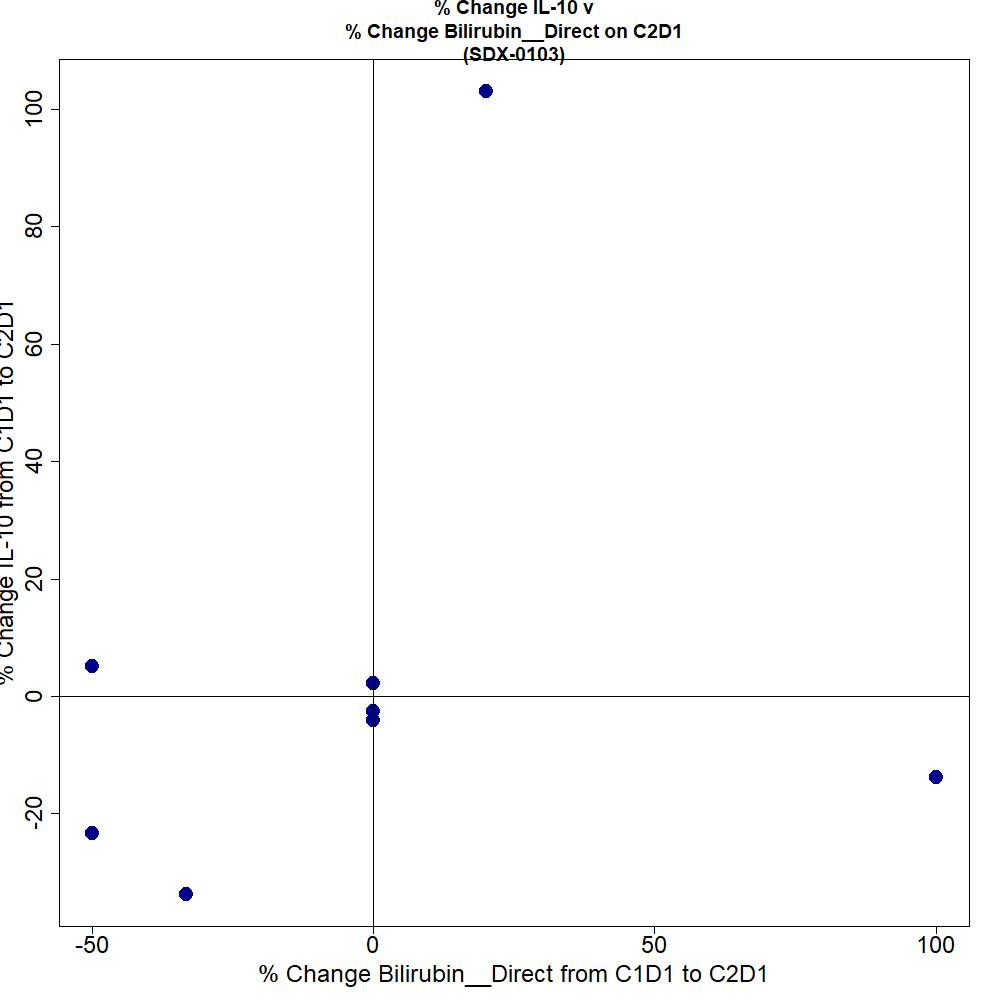 % Change IL-10 v
% Change Bilirubin__Direct on C2D1
(SDX-0103)
% Change IL-10 from C1D1 to C2D1
100
80
60
40
20
0
-20
-50
0
50
100
% Change Bilirubin__Direct from C1D1 to C2D1